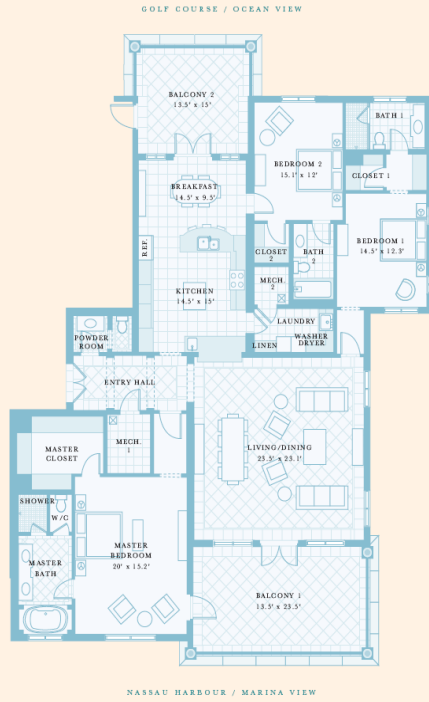 GOLF COURSE / OCEAN VIEW
BALCONY 2
13.5' x 15'
BATH 1
BREAKFAST
14.5' x 9.5'
BEDROOM 2
15.1' x 12'
CLOSET 1
REF.
CLOSET
2
BATH
2
BEDROOM 1
14.5' x 12.3'
MECH.
2
KITCHEN
14.5' x 15'
LAUNDRY
LINEN
WASHER
DRYER
POWDER
ROOM
ENTRY HALL
MASTER
CLOSET
MECH.
1
LIVING/DINING
23.5' x 23.1'
SHOWER
W/C
MASTER
BATH
MASTER
BEDROOM
20' x 15.2'
BALCONY 1
13.5' x 23.5'
NASSAU HARBOUR / MARINA VIEW